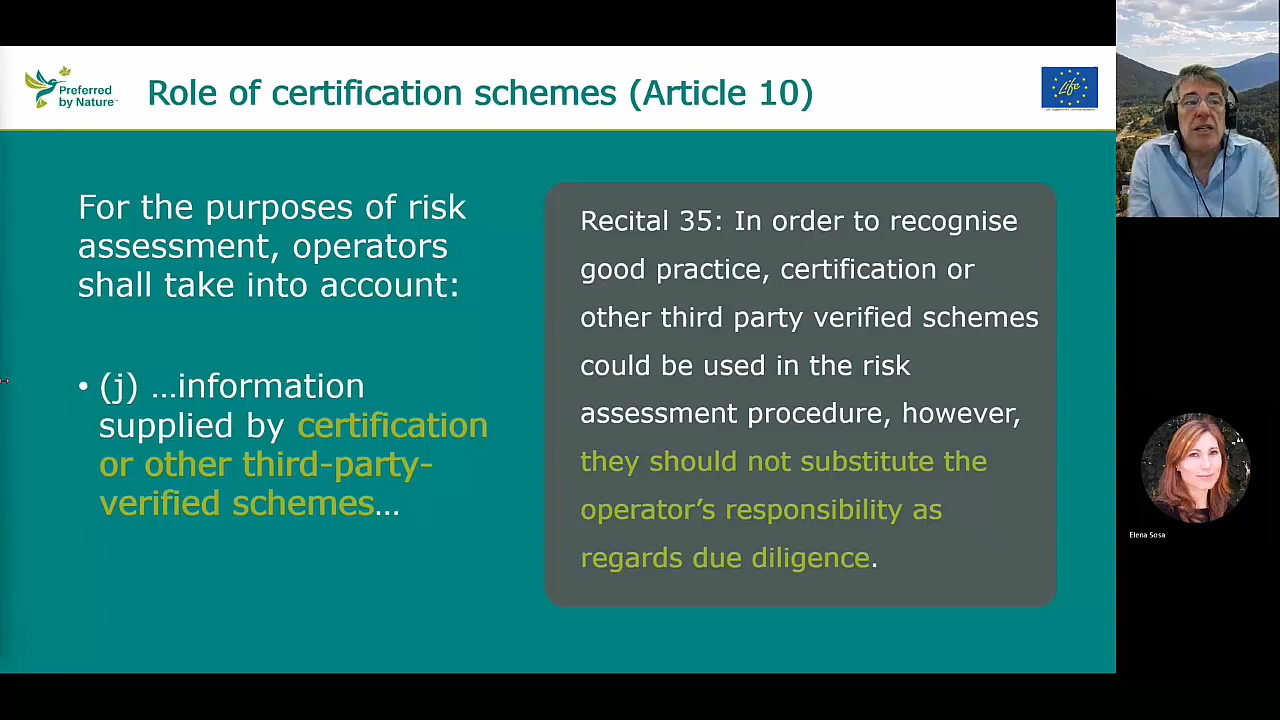 Preferred
by Nature™
Role of certification schemes (Article 10)
Life
For the purposes of risk
assessment, operators
shall take into account:
• (j) …information
supplied by certification
or other third-party-
verified schemes…
Recital 35: In order to recognise
good practice, certification or
other third party verified schemes
could be used in the risk
assessment procedure, however,
they should not substitute the
operator’s responsibility as
regards due diligence.
Elena Sosa